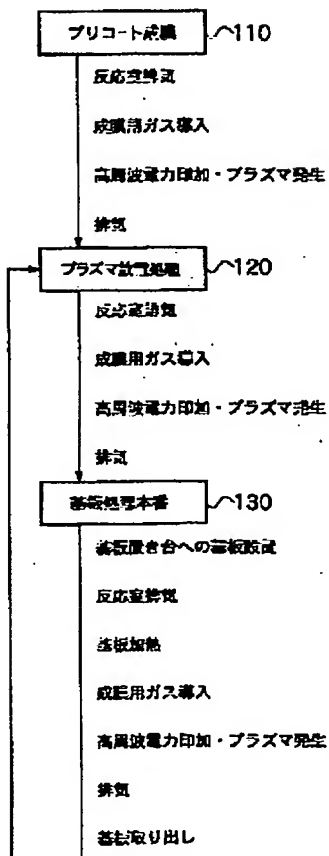 プリコート成膜 110
反応室排気
成膜用ガス導入
高周波電力印加・プラズマ発生
排気
プラズマ放電処理 120
反応室排気
成膜用ガス導入
高周波電力印加・プラズマ発生
排気
基板処理本番 130
基板置き台への基板設置
反応室排気
基板加熱
成膜用ガス導入
高周波電力印加・プラズマ発生
排気
基板取り出し